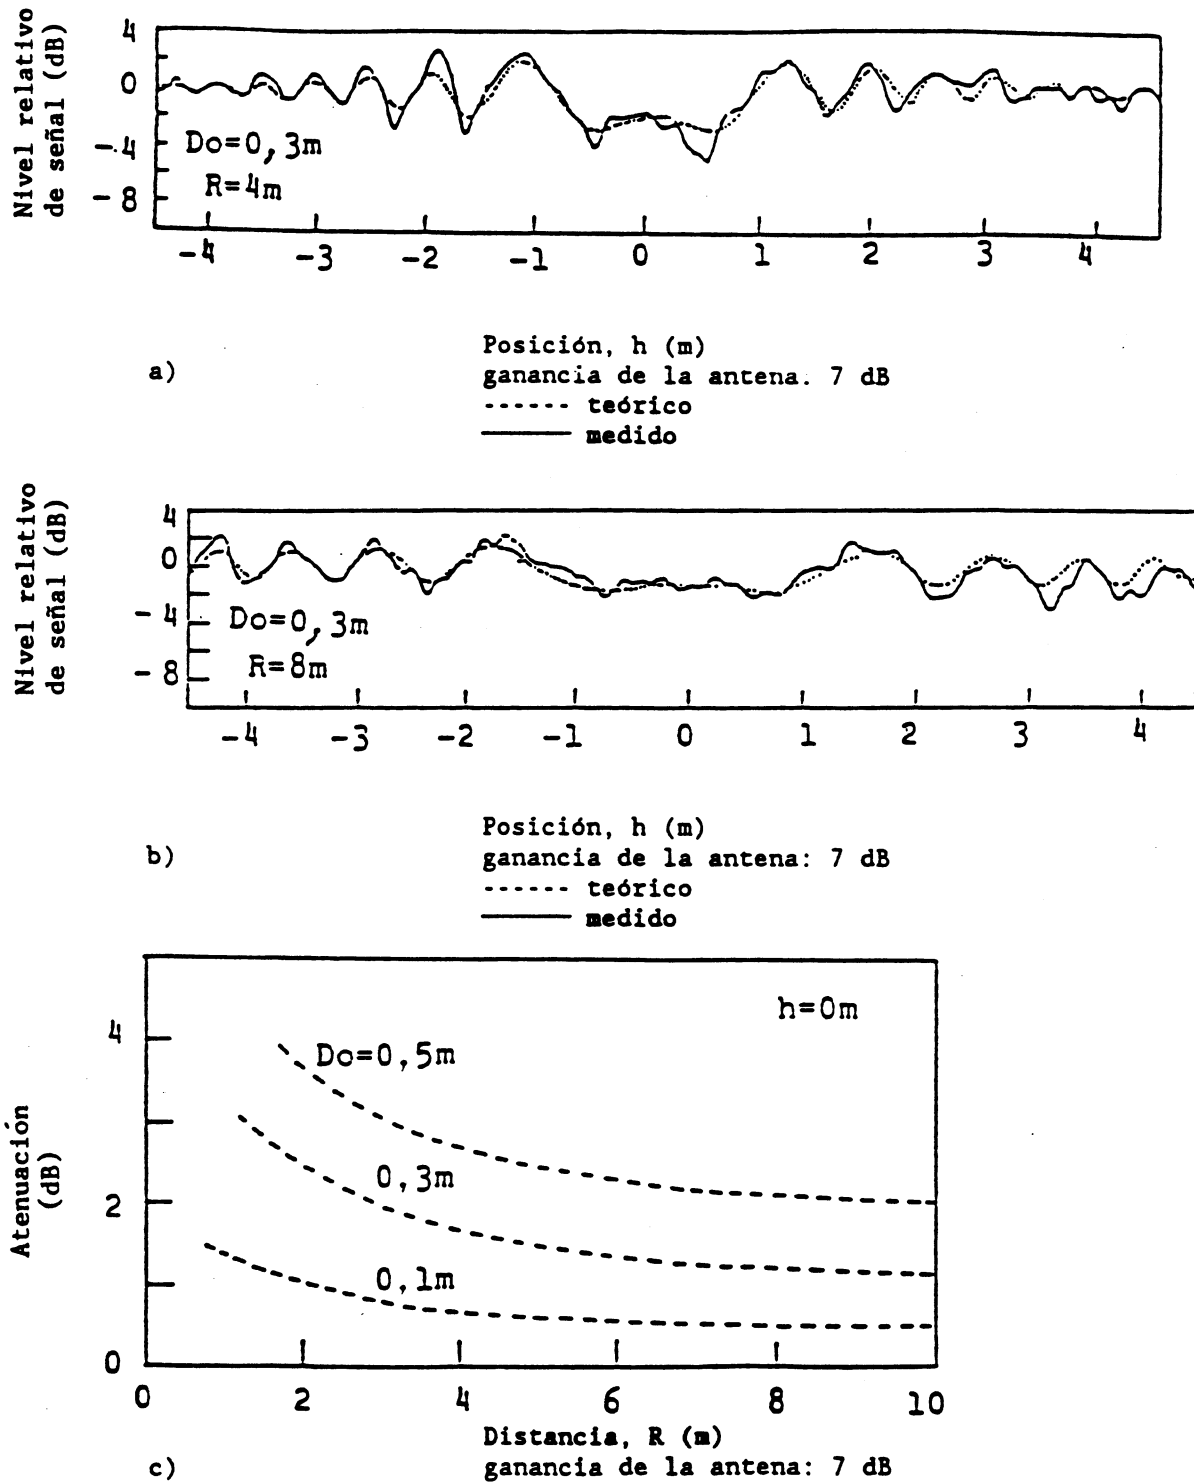 Nivel relativo
de señal (dB)
4
0
-4
-8
Do=0,3m
R=4m
-4 -3 -2 -1 0 1 2 3 4
Posición, h (m)
a)
ganancia de la antena. 7 dB
------ teórico
medido
Nivel relativo
de señal (dB)
4
0
-4
-8
Do=0,3m
R=8m
-4 -3 -2 -1 0 1 2 3 4
Posición, h (m)
b)
ganancia de la antena: 7 dB
------ teórico
medido
Atenuación
(dB)
4
2
0
h=0m
Do=0,5m
0,3m
0,1m
0 2 4 6 8 10
Distancia, R (m)
c)
ganancia de la antena: 7 dB